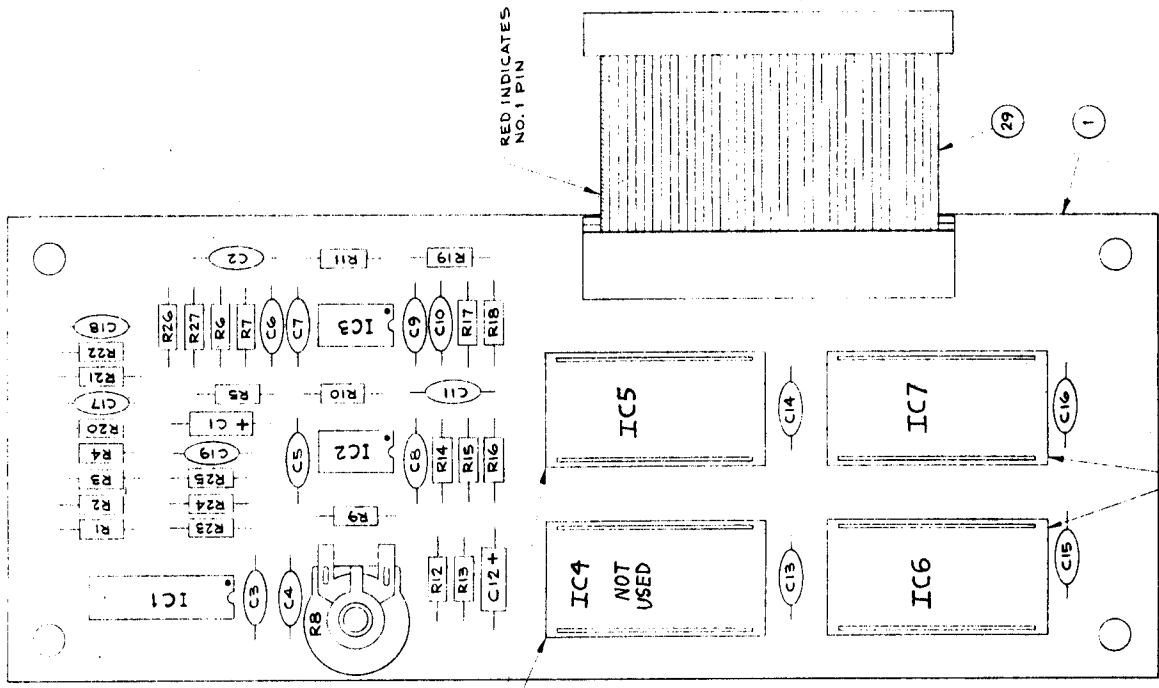 RED INDICATES
NO. 1 PIN
29
1
C2
R11
R19
C18
R22
R21
C17
R20
R4
R3
R2
R1
R26
R27
R6
R7
C6
C7
IC3
C9
C10
R17
R18
R5
R10
C11
C1 +
C19
R25
R24
R23
C5
IC2
C8
R14
R15
R16
R9
IC1
C3
C4
R8
R12
R13
C12 +
IC5
C14
IC7
C16
IC4
NOT
USED
C13
IC6
C15